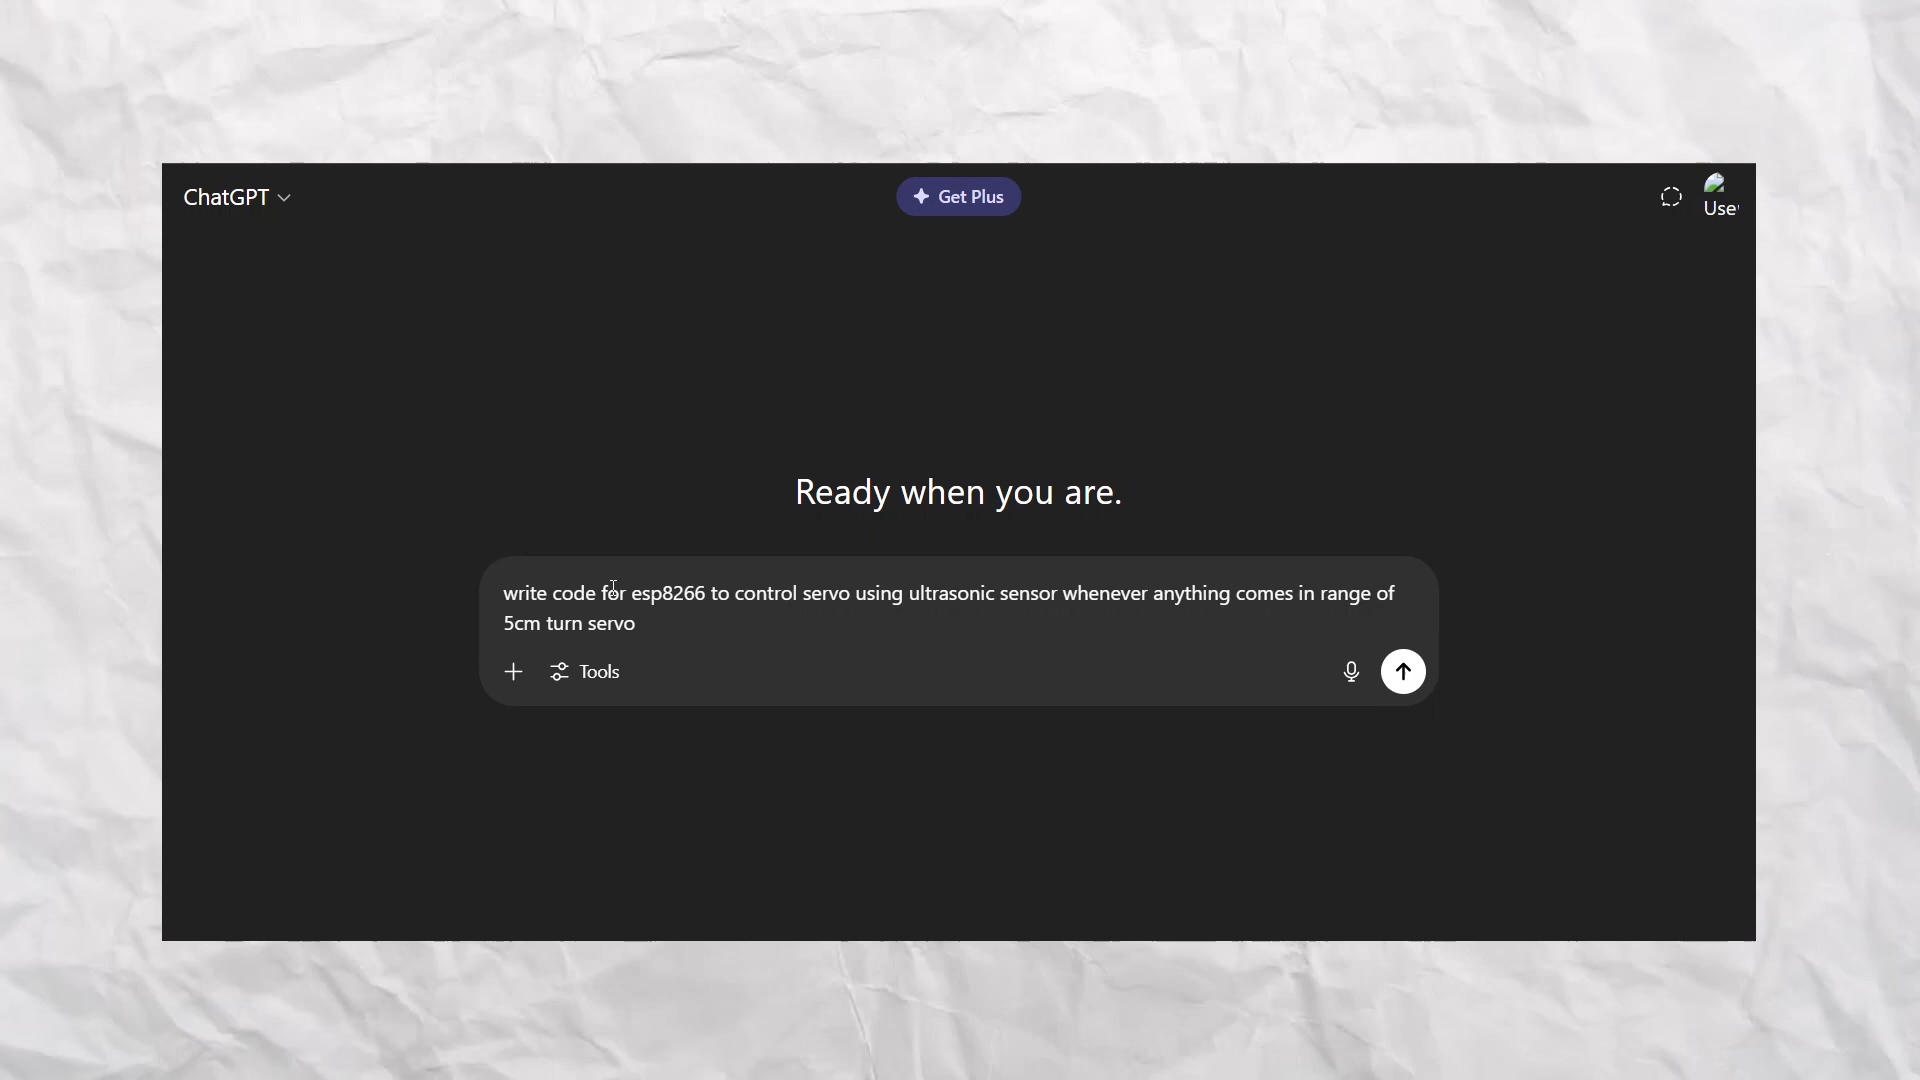 ChatGPT
Get Plus
Use
Ready when you are.
write code for esp8266 to control servo using ultrasonic sensor whenever anything comes in range of
5cm turn servo
Tools